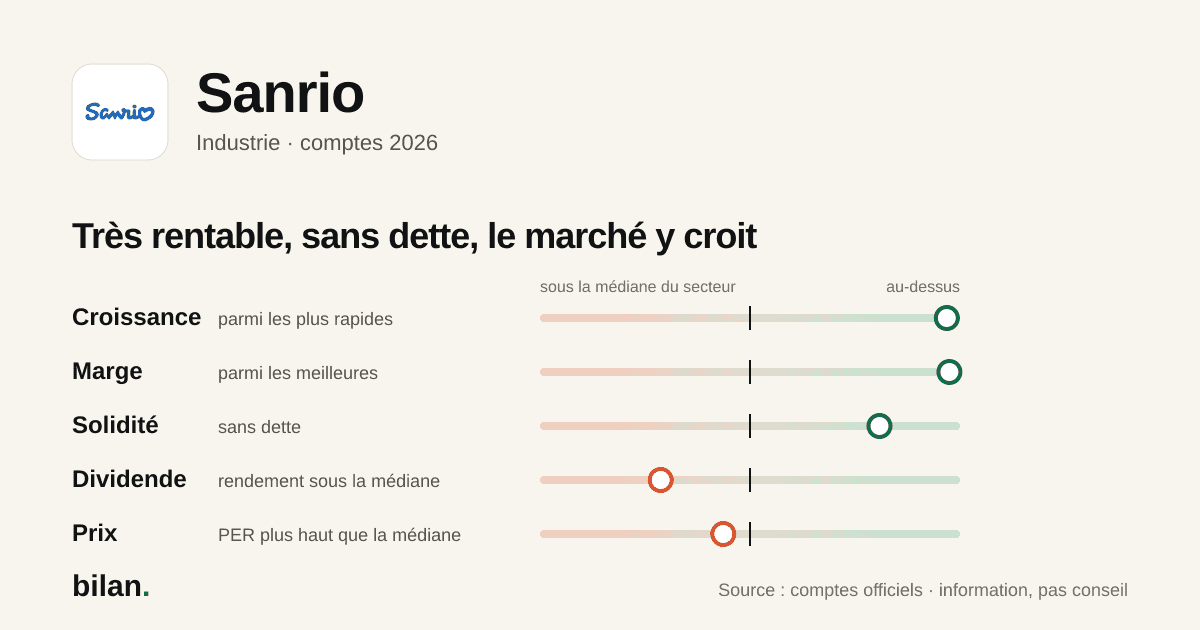 Sanrio
Sanrio
Industrie · comptes 2026
Très rentable, sans dette, le marché y croit
sous la médiane du secteur au-dessus
Croissance parmi les plus rapides
Marge parmi les meilleures
Solidité sans dette
Dividende rendement sous la médiane
Prix PER plus haut que la médiane
bilan.
Source : comptes officiels · information, pas conseil